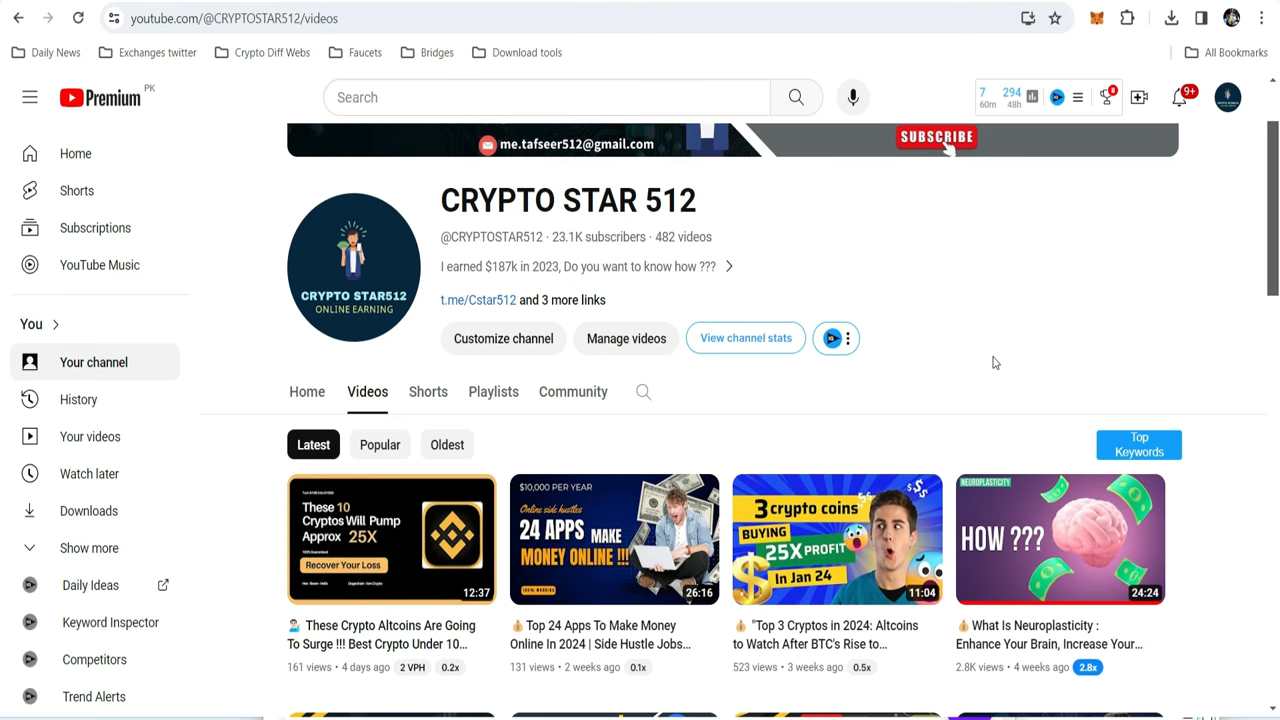 youtube.com/@CRYPTOSTAR512/videos
Daily News
Exchanges twitter
Crypto Diff Webs
Faucets
Bridges
Download tools
All Bookmarks
Premium PK
Search
7 294
60m 48h
8
9+
me.tafseer512@gmail.com
SUBSCRIBE
Home
Shorts
Subscriptions
YouTube Music
You
Your channel
History
Your videos
Watch later
Downloads
Show more
Daily Ideas
Keyword Inspector
Competitors
Trend Alerts
CRYPTO STAR512
ONLINE EARNING
CRYPTO STAR 512
@CRYPTOSTAR512 · 23.1K subscribers · 482 videos
I earned $187k in 2023, Do you want to know how ???
t.me/Cstar512 and 3 more links
Customize channel
Manage videos
View channel stats
Home
Videos
Shorts
Playlists
Community
Latest
Popular
Oldest
Top
Keywords
These 10
Cryptos Will Pump
Approx 25X
Recover Your Loss
12:37
These Crypto Altcoins Are Going
To Surge !!! Best Crypto Under 10...
161 views • 4 days ago 2 VPH 0.2x
$10,000 PER YEAR
Online side hustles
24 APPS MAKE
MONEY ONLINE !!!
100% WORKING
26:16
Top 24 Apps To Make Money
Online In 2024 | Side Hustle Jobs...
131 views • 2 weeks ago 0.1x
3 crypto coins
BUYING
25X PROFIT
In Jan 24
11:04
"Top 3 Cryptos in 2024: Altcoins
to Watch After BTC's Rise to...
523 views • 3 weeks ago 0.5x
NEUROPLASTICITY
HOW ???
24:24
What Is Neuroplasticity :
Enhance Your Brain, Increase Your...
2.8K views • 4 weeks ago 2.8x